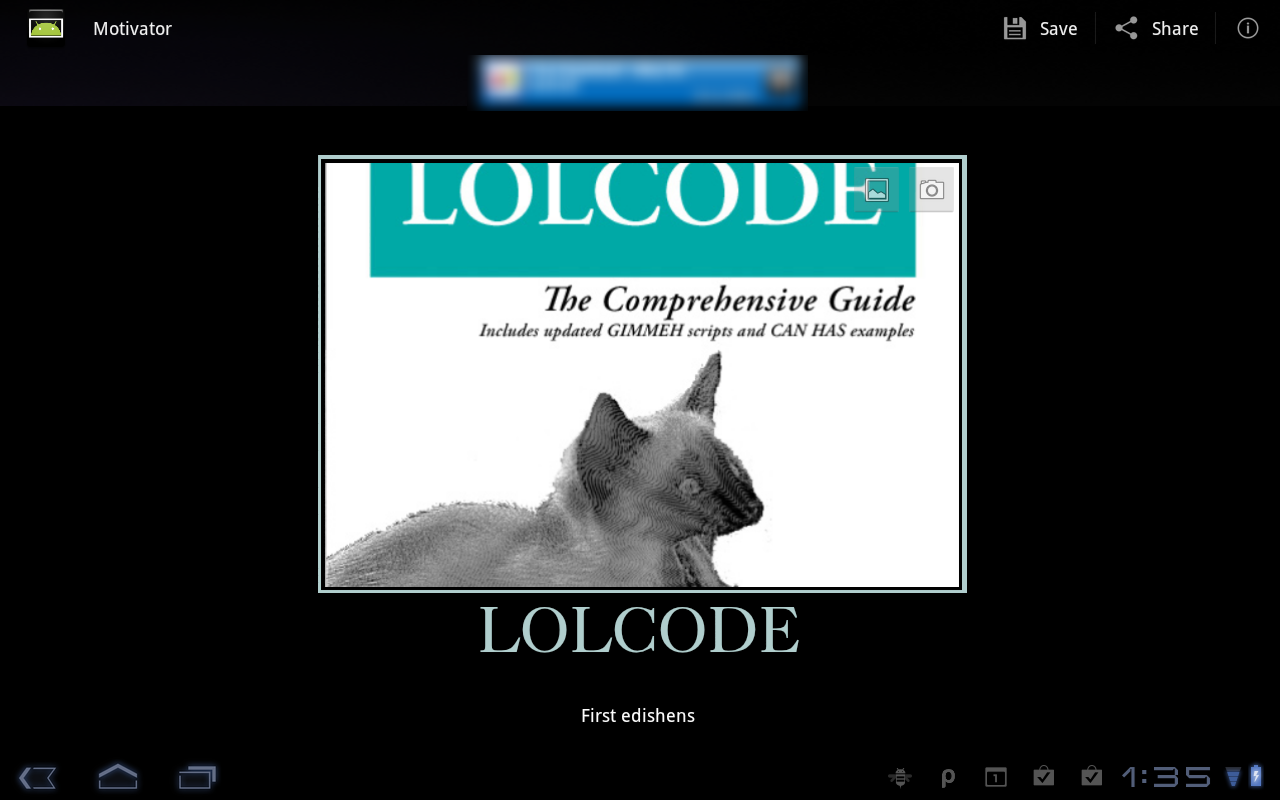 Motivator
Save
Share
LOLCODE
The Comprehensive Guide
Includes updated GIMMEH scripts and CAN HAS examples
LOLCODE
First edishens
1
1:35